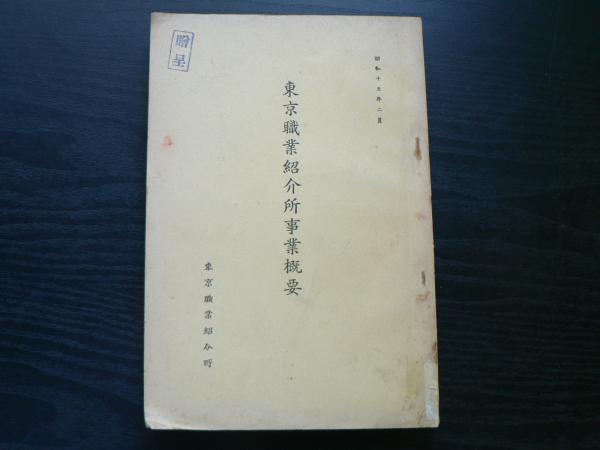 昭和十五年二月
東京職業紹介所事業概要
東京職業紹介所
贈呈